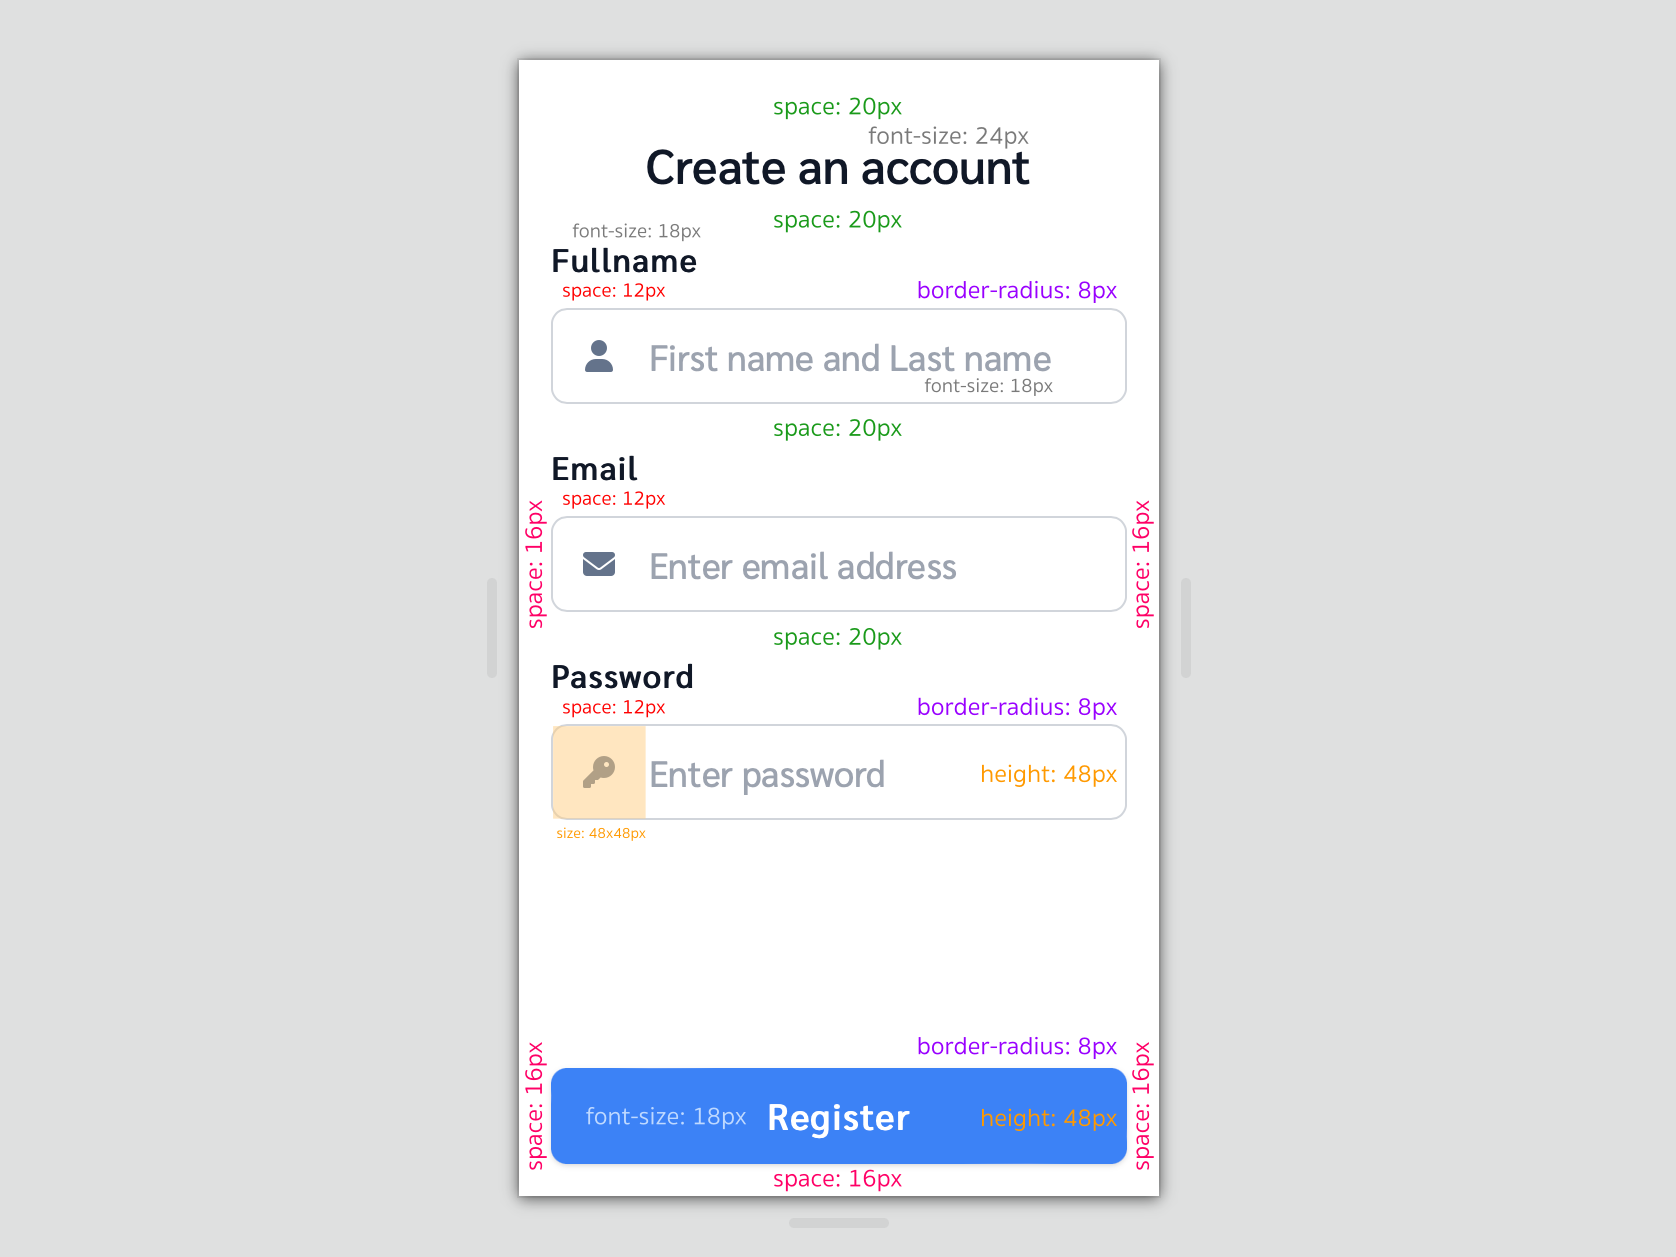 space: 20px
font-size: 24px
Create an account
space: 20px
font-size: 18px
Fullname
space: 12px
border-radius: 8px
First name and Last name
font-size: 18px
space: 20px
Email
space: 12px
space: 16px
space: 16px
Enter email address
space: 20px
Password
space: 12px
border-radius: 8px
Enter password
height: 48px
size: 48x48px
border-radius: 8px
space: 16px
space: 16px
font-size: 18px
Register
height: 48px
space: 16px